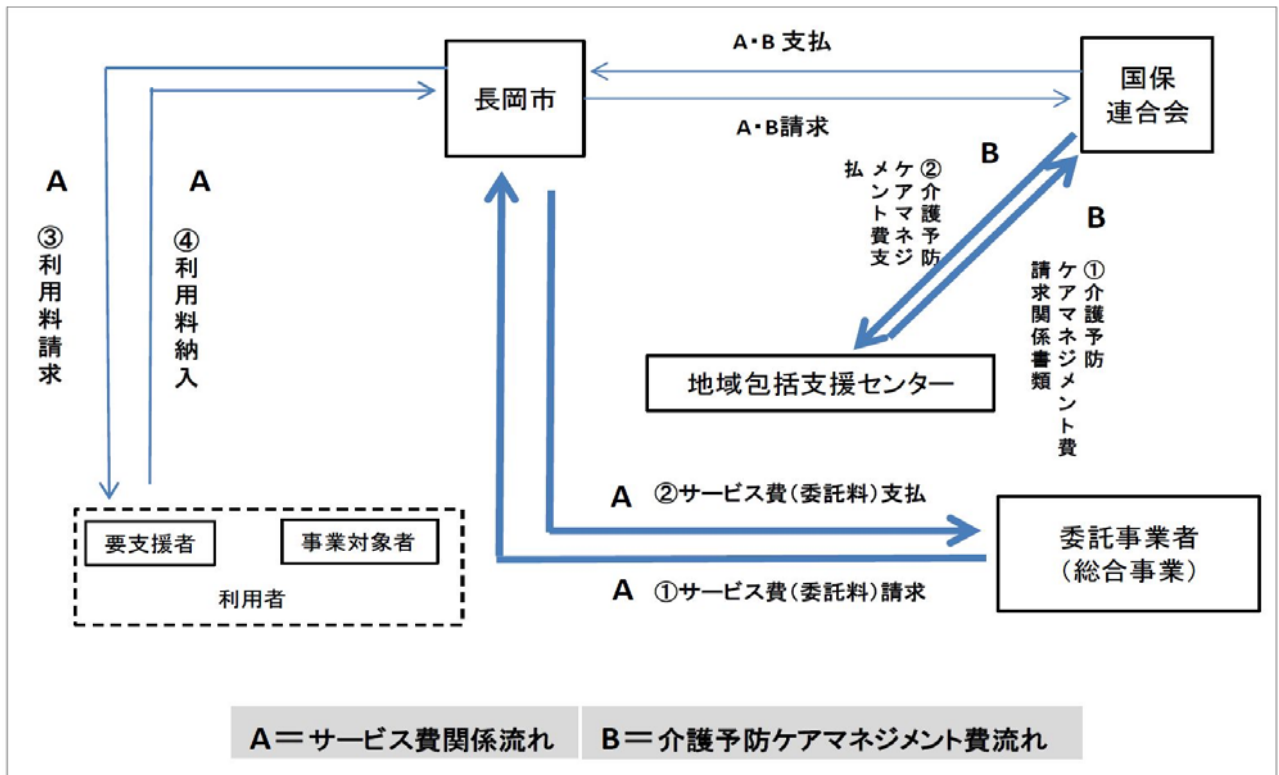 A・B 支払
長岡市
国保
連合会
A・B請求
A
③利用料請求
A
④利用料納入
B
②介護予防
ケアマネジ
メント費支
払
B
①介護予防
ケアマネジメント費
請求関係書類
地域包括支援センター
A ②サービス費(委託料)支払
委託事業者
(総合事業)
A ①サービス費(委託料)請求
要支援者
事業対象者
利用者
A＝サービス費関係流れ
B＝介護予防ケアマネジメント費流れ